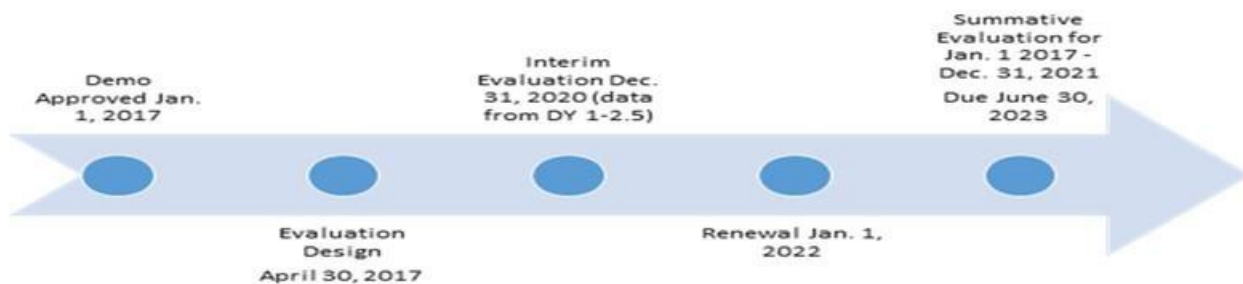 Demo
Approved Jan.
1, 2017
Evaluation
Design
April 30, 2017
Interim
Evaluation Dec.
31, 2020 (data
from DY 1-2.5)
Renewal Jan. 1,
2022
Summative
Evaluation for
Jan. 1 2017 -
Dec. 31, 2021
Due June 30,
2023